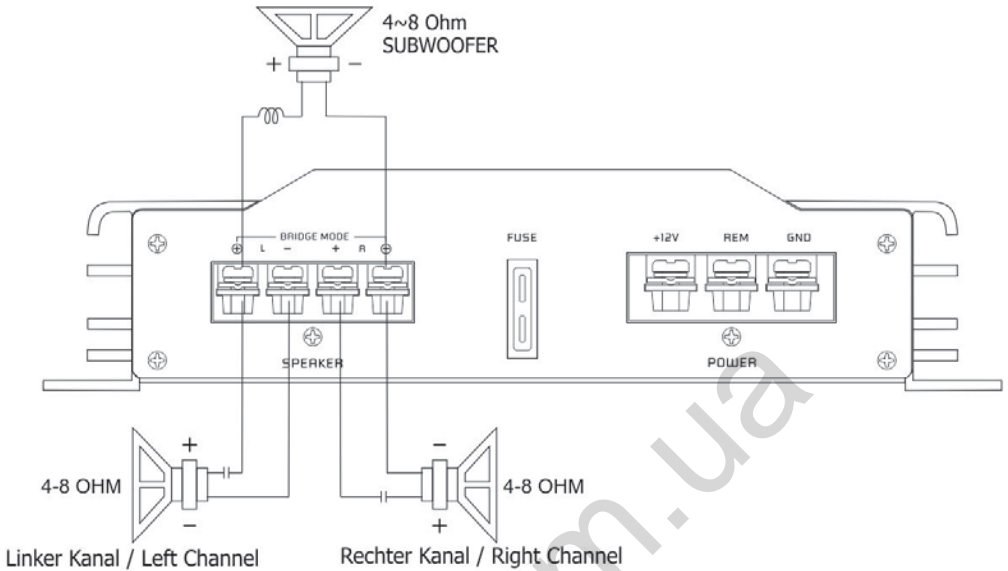 4~8 Ohm
SUBWOOFER
+ −
BRIDGE MODE
⊕ L − + R ⊕
FUSE
+12V REM GND
SPEAKER
POWER
+ −
4-8 OHM 4-8 OHM
− +
Linker Kanal / Left Channel Rechter Kanal / Right Channel
m.ua